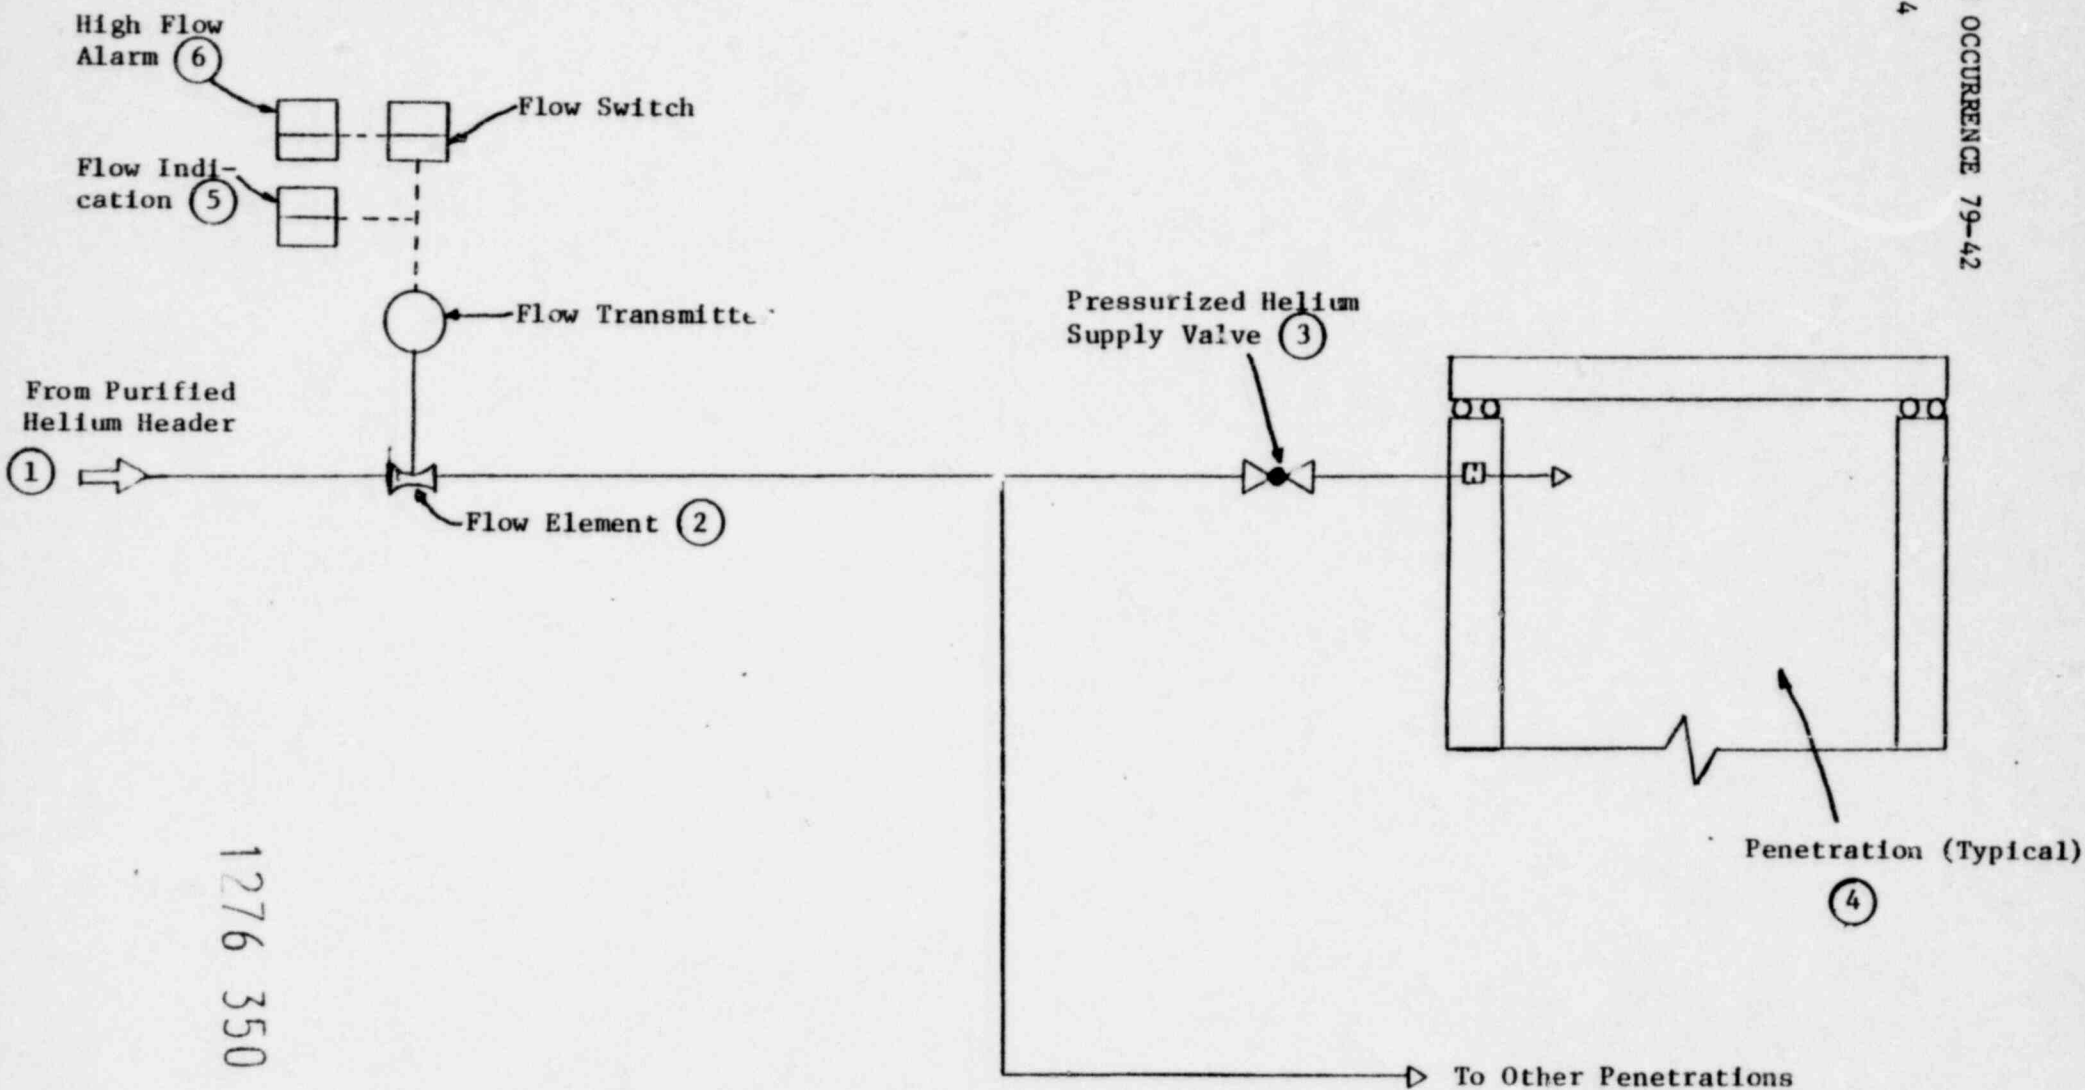 High Flow
Alarm 6
Flow Switch
Flow Indi-
cation 5
Flow Transmitte
From Purified
Helium Header
1
Flow Element 2
Pressurized Helium
Supply Valve 3
H
Penetration (Typical)
4
To Other Penetrations
OCCURRENCE 79-42
4
1276 350